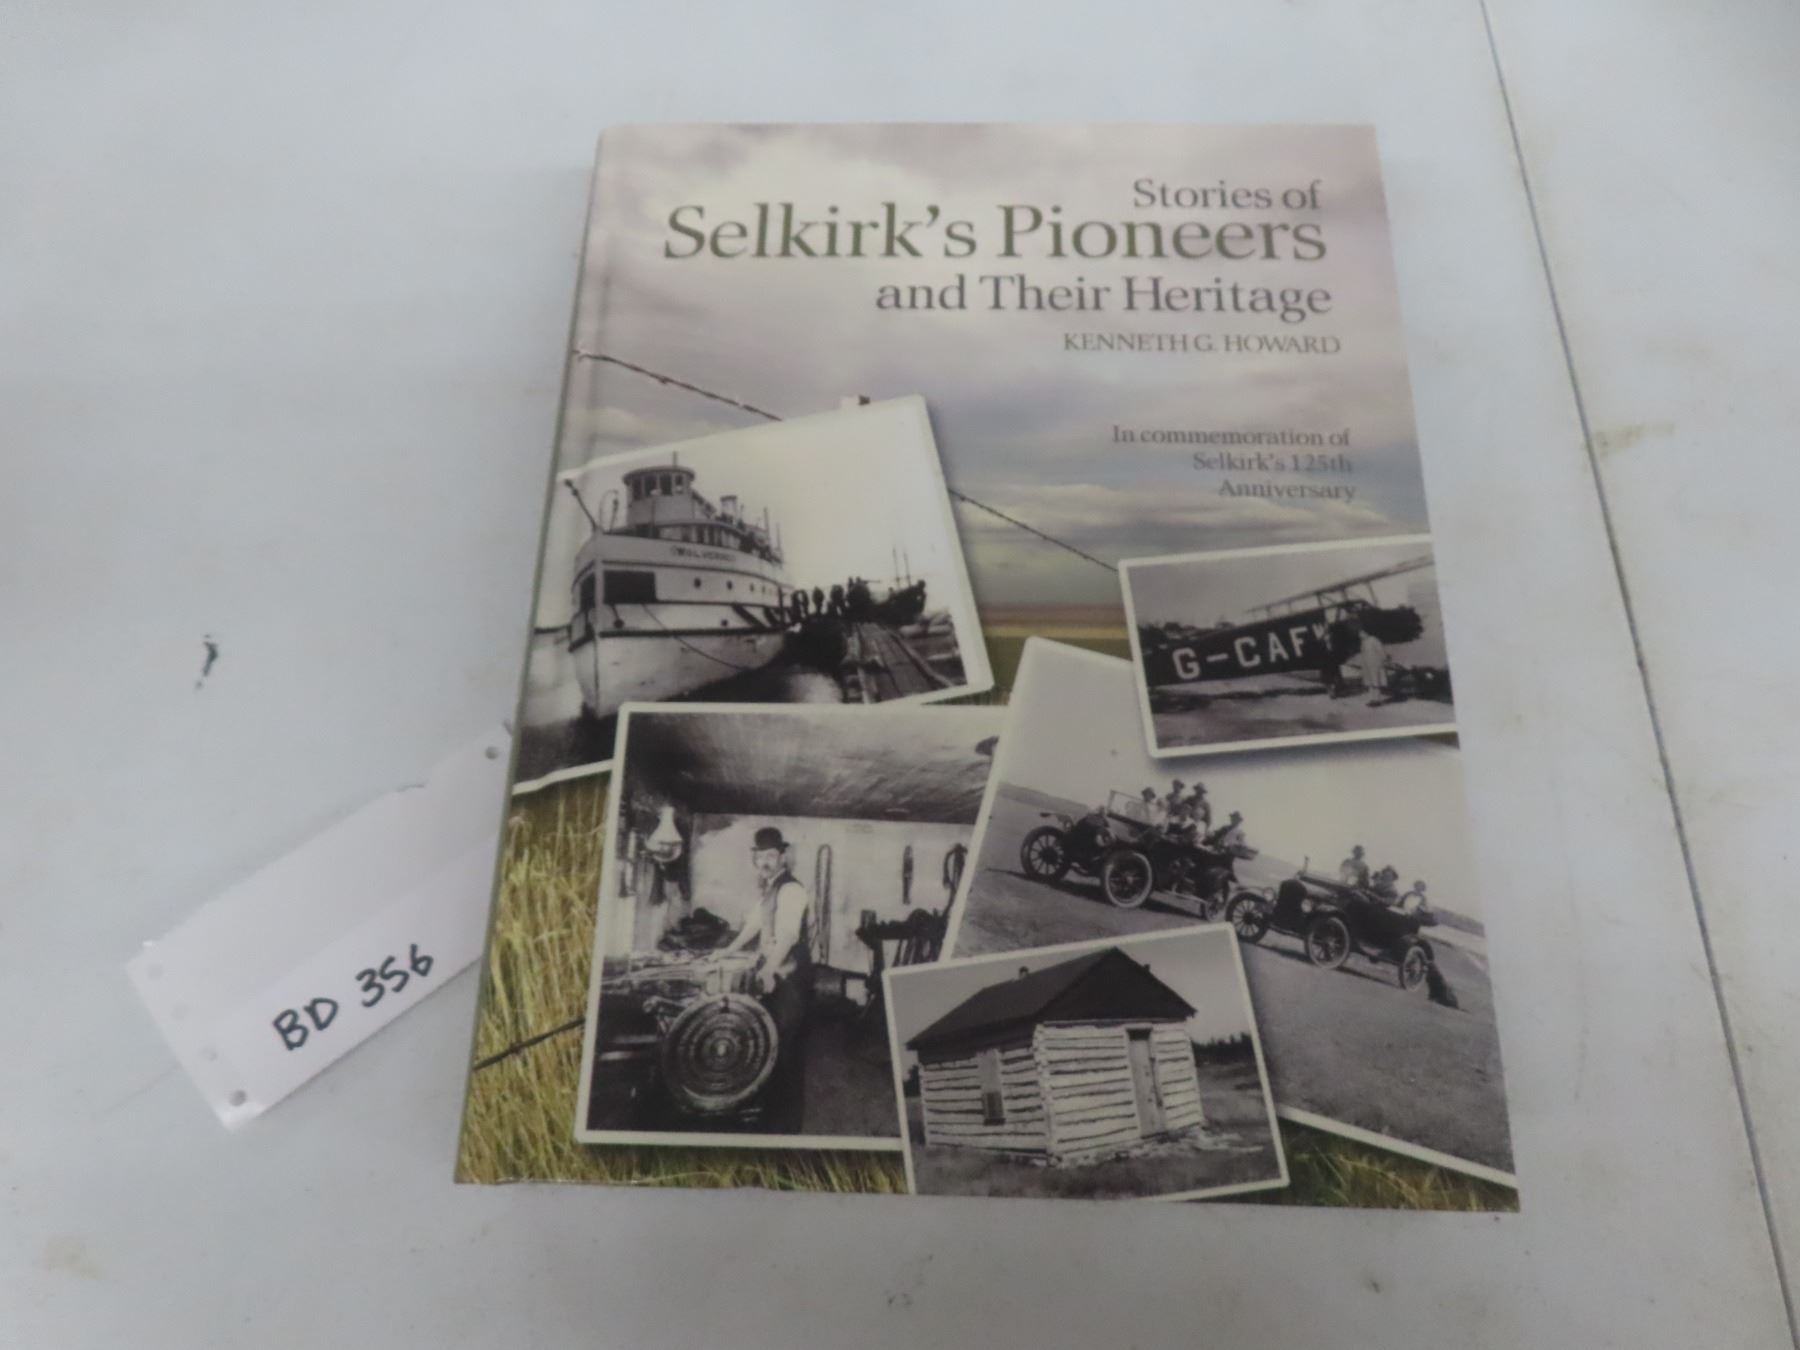 Stories of
Selkirk's Pioneers
and Their Heritage
KENNETH G. HOWARD
In commemoration of
Selkirk's 125th
Anniversary
G-CAF
BD 356